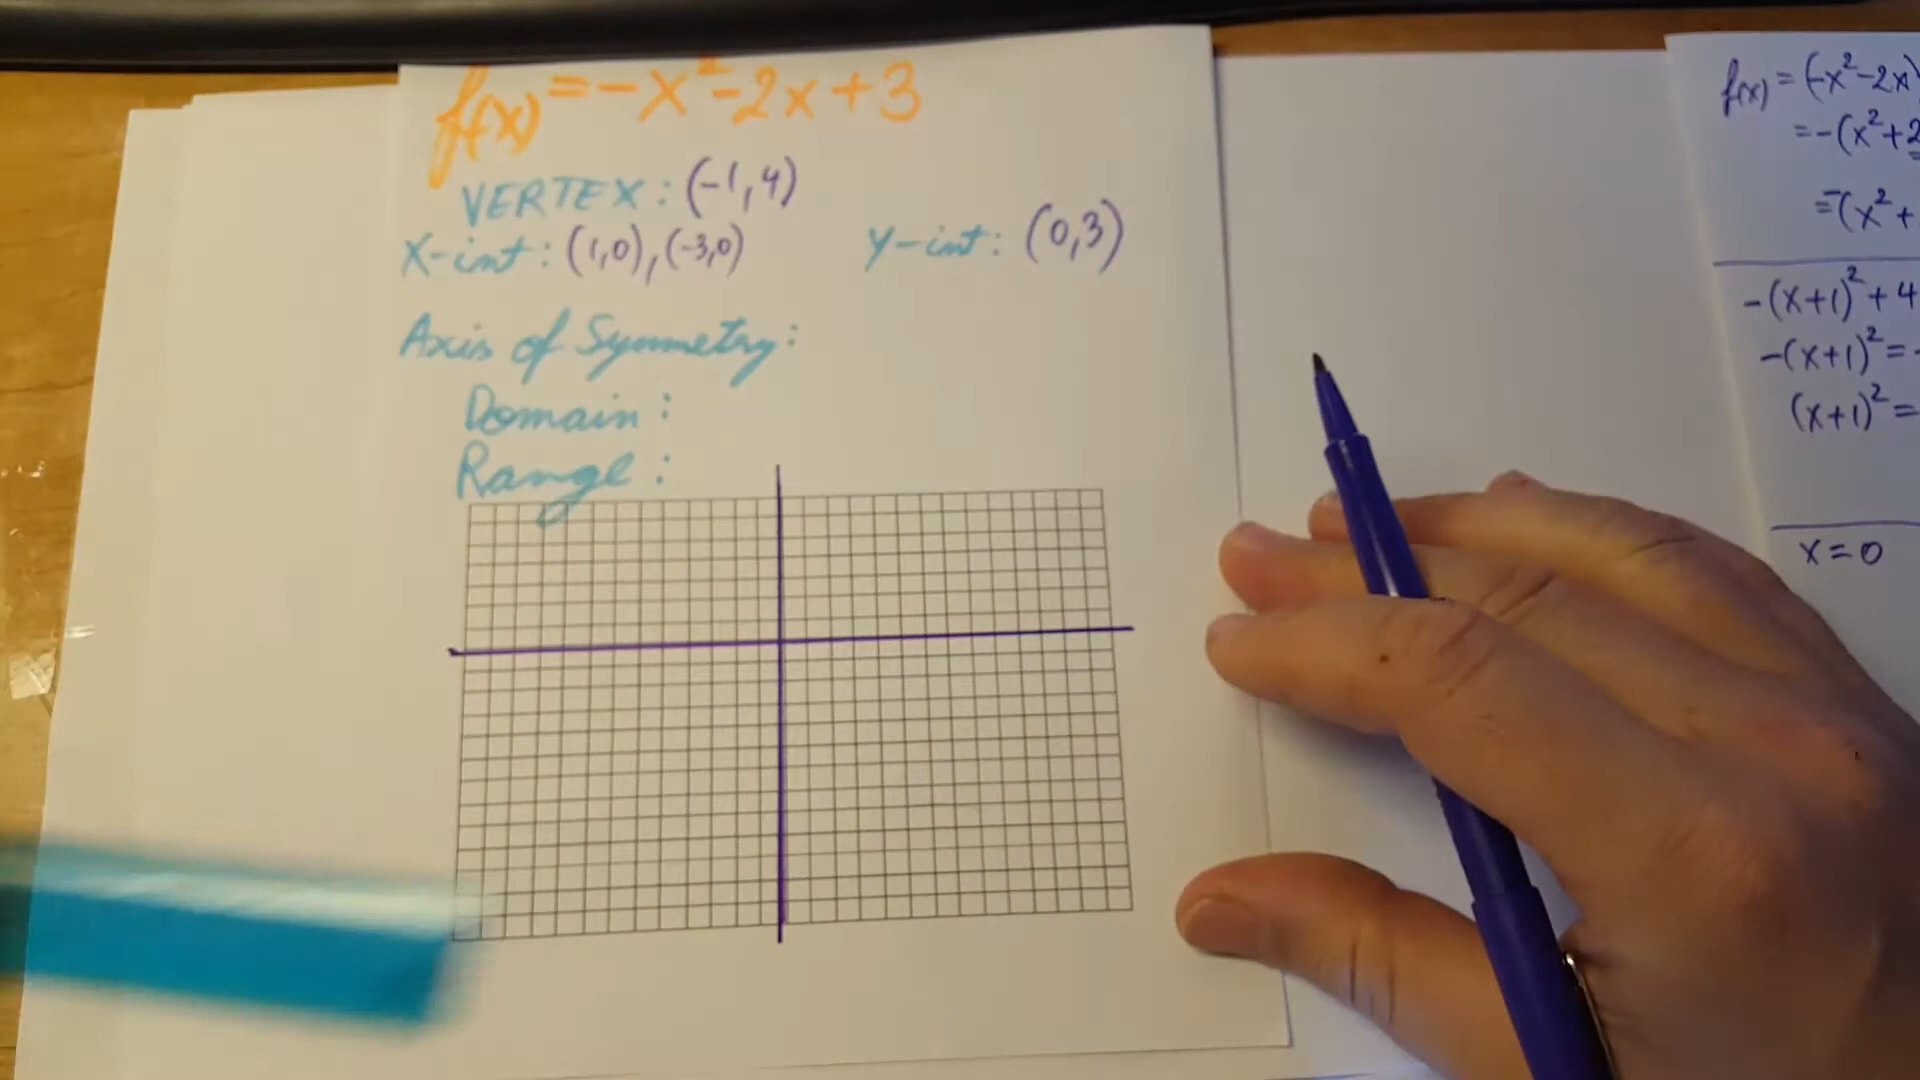 f(x) = -x² - 2x + 3
VERTEX: (-1, 4)
X-int: (1,0), (-3,0)
Y-int: (0,3)
Axis of Symmetry:
Domain:
Range:
f(x) = (-x² - 2x)
= -(x² + 2
= -(x² +
-(x+1)² + 4
-(x+1)² = -
(x+1)² =
x = 0